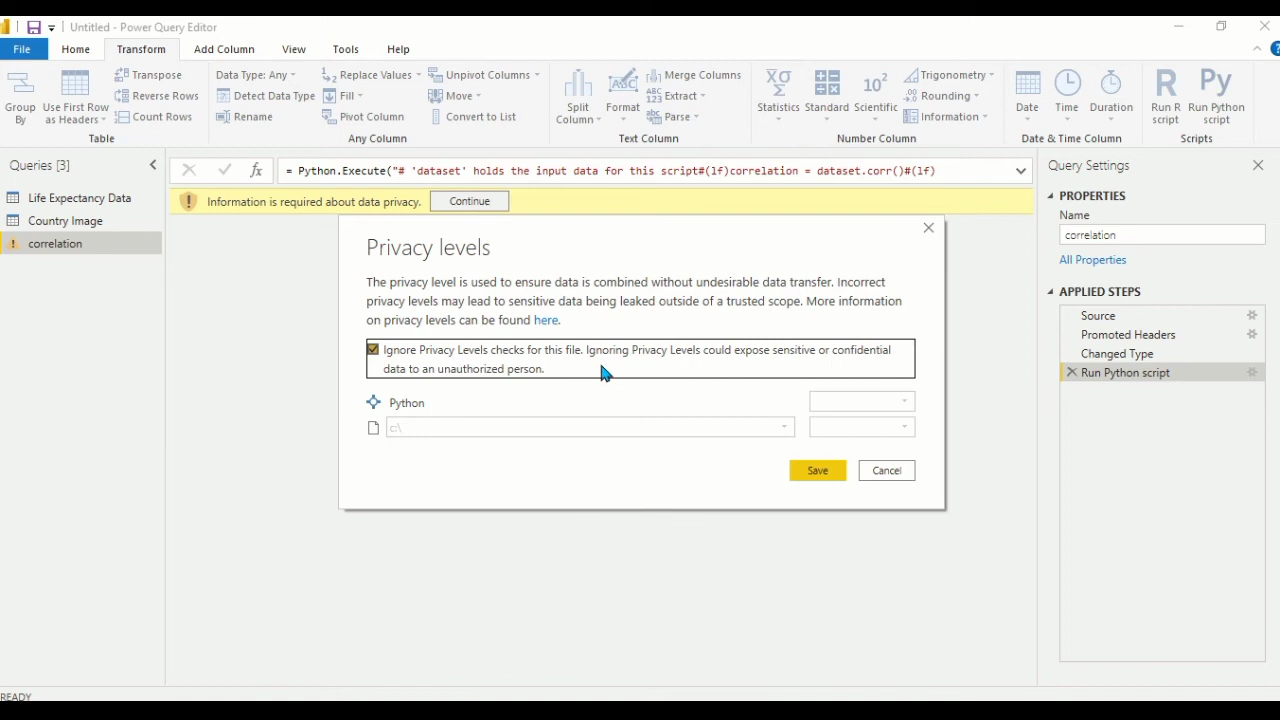 Untitled - Power Query Editor
File Home Transform Add Column View Tools Help
Group By
Use First Row as Headers
Transpose
Reverse Rows
Count Rows
Table
Data Type: Any
Detect Data Type
Rename
Replace Values
Fill
Pivot Column
Unpivot Columns
Move
Convert to List
Any Column
Split Column
ABC
Format
Merge Columns
ABC 123 Extract
abc Parse
Text Column
Statistics
Standard
10² Scientific
Trigonometry
Rounding
Information
Number Column
Date
Time
Duration
Date & Time Column
R
Run R script
Py
Run Python script
Scripts
Queries [3]
Life Expectancy Data
Country Image
correlation
fx = Python.Execute("# 'dataset' holds the input data for this script#(lf)correlation = dataset.corr()#(lf)
Information is required about data privacy. Continue
Privacy levels
The privacy level is used to ensure data is combined without undesirable data transfer. Incorrect
privacy levels may lead to sensitive data being leaked outside of a trusted scope. More information
on privacy levels can be found here.
Ignore Privacy Levels checks for this file. Ignoring Privacy Levels could expose sensitive or confidential
data to an unauthorized person.
Python
c:\
Save Cancel
Query Settings
PROPERTIES
Name
correlation
All Properties
APPLIED STEPS
Source
Promoted Headers
Changed Type
Run Python script
READY